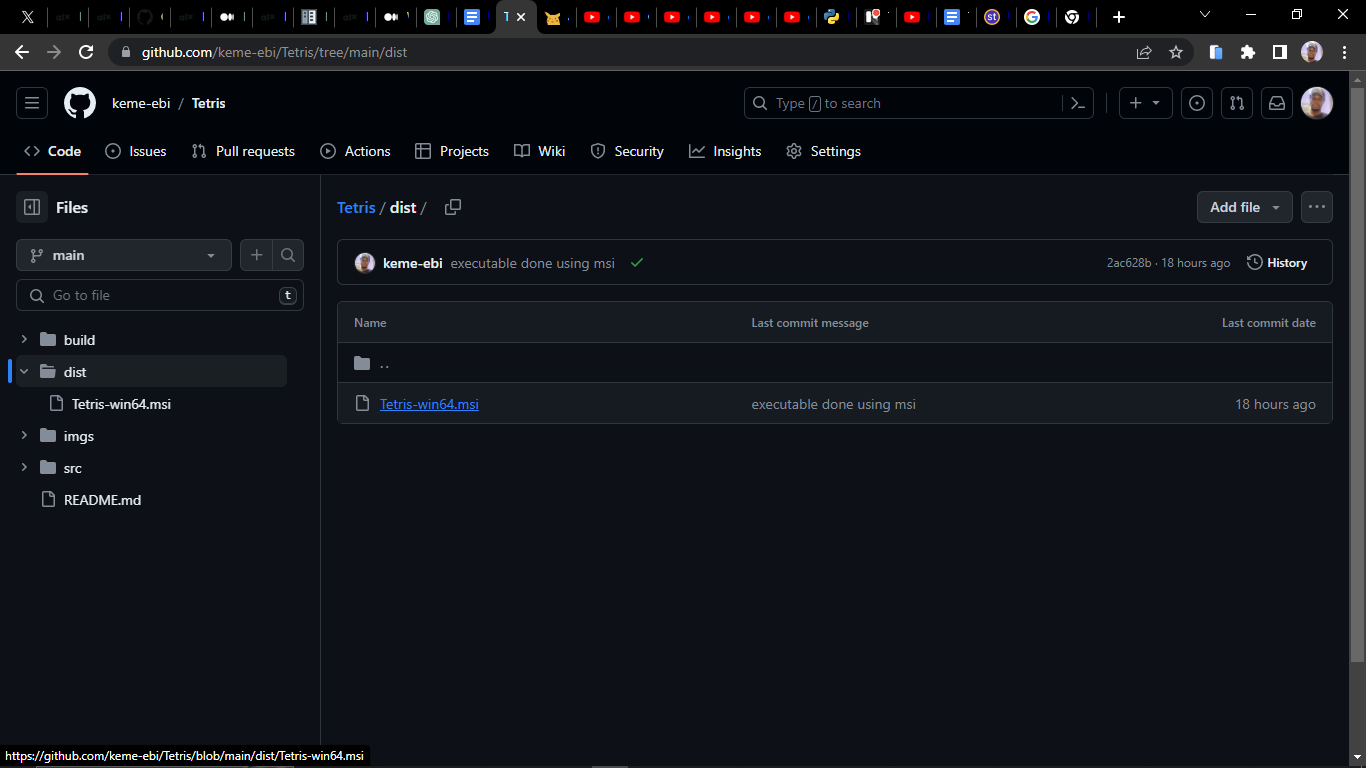 github.com/keme-ebi/Tetris/tree/main/dist
keme-ebi / Tetris
Type / to search
Code Issues Pull requests Actions Projects Wiki Security Insights Settings
Files
Tetris / dist /
Add file
main
keme-ebi executable done using msi
2ac628b · 18 hours ago History
Go to file t
Name Last commit message Last commit date
build
..
dist
Tetris-win64.msi
Tetris-win64.msi executable done using msi 18 hours ago
imgs
src
README.md
https://github.com/keme-ebi/Tetris/blob/main/dist/Tetris-win64.msi